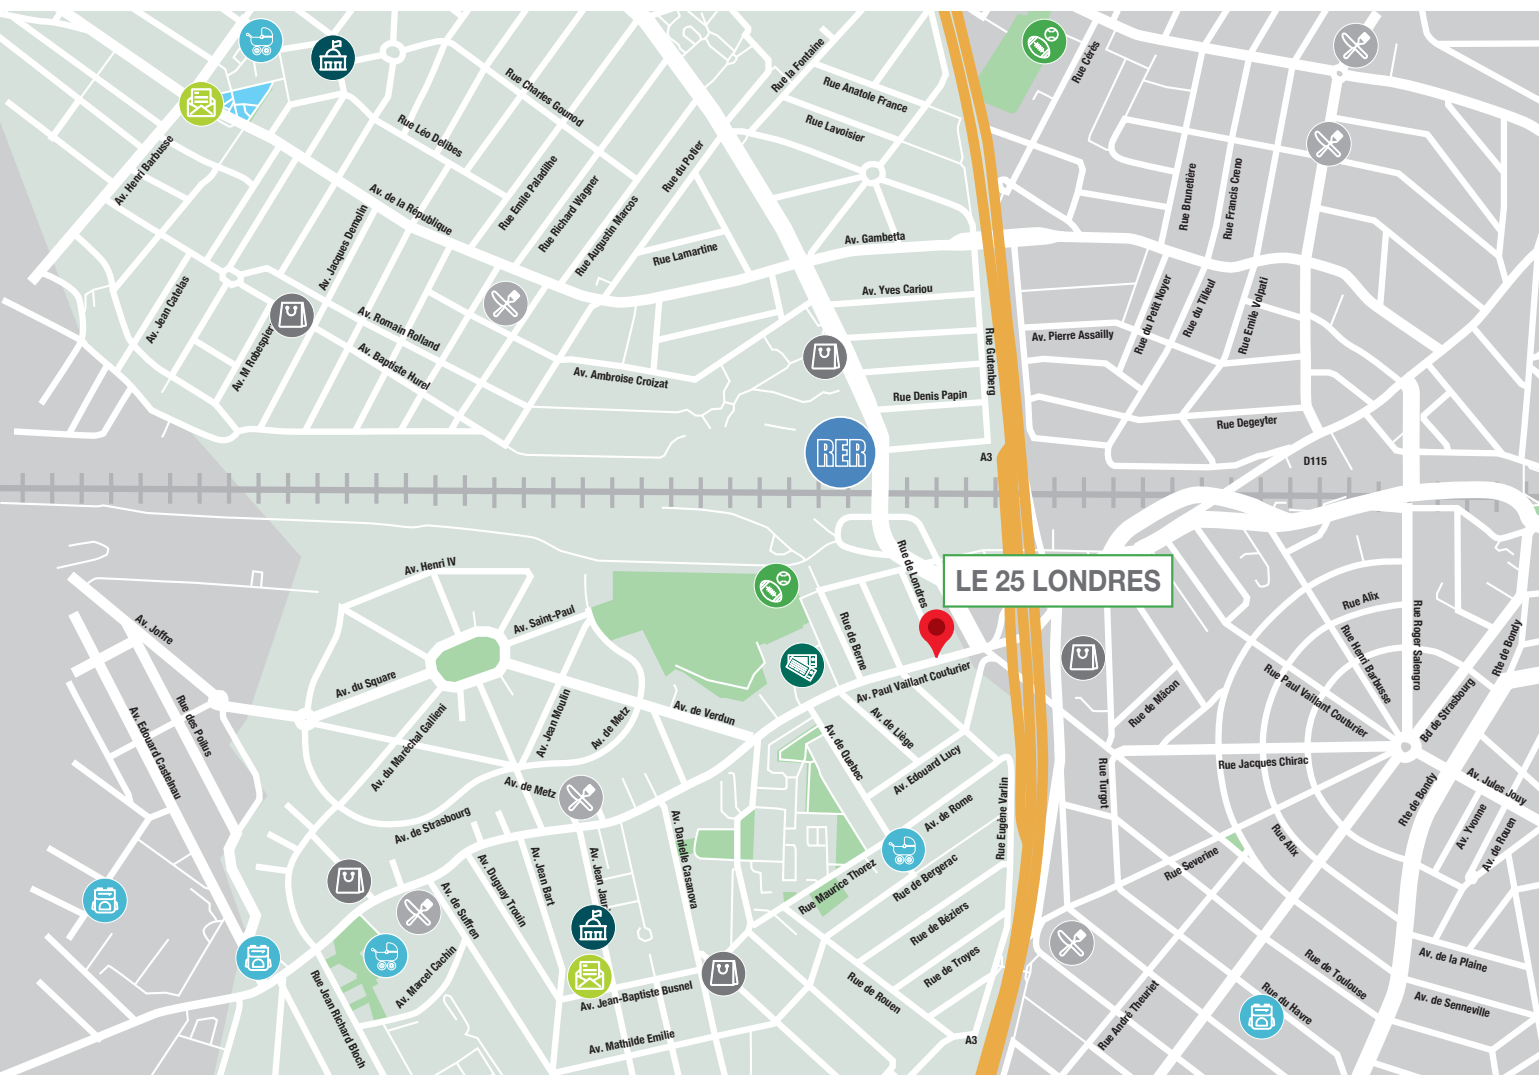 Rue Cérès
Rue la Fontaine
Rue Anatole France
Rue Charles Gounod
Rue Lavoisier
Rue Léo Delibes
Av. Henri Barbusse
Rue du Potier
Rue Emile Paladilhe
Rue Richard Wagner
Rue Augustin Marcos
Av. de la République
Av. Jacques Demolin
Rue Brunetière
Rue Francis Creno
Av. Gambetta
Rue Lamartine
Av. Yves Cariou
Av. Jean Catelas
Av. M Robespier
Av. Romain Rolland
Av. Baptiste Hurel
Av. Ambroise Croizat
Rue Gutenberg
Av. Pierre Assailly
Rue du Petit Noyer
Rue du Tilleul
Rue Emile Volpati
Rue Denis Papin
Rue Degeyter
RER
A3
D115
Rue de Londres
Av. Henri IV
LE 25 LONDRES
Av. Saint-Paul
Av. Joffre
Rue de Berne
Rue Alix
Rue Henri Barbusse
Rue Roger Salengro
Rte de Bondy
Av. du Square
Av. Paul Vaillant Couturier
Rue Paul Vaillant Couturier
Rue de Mâcon
Bd de Strasbourg
Rue des Poilus
Av. Edouard Castelnau
Av. du Maréchal Gallieni
Av. Jean Moulin
Av. de Metz
Av. de Verdun
Av. de Liège
Av. de Quebec
Av. Edouard Lucy
Rue Jacques Chirac
Rue Turgot
Av. de Metz
Av. de Rome
Rue Eugène Varlin
Rte de Bondy
Av. Jules Jouy
Av. Yvonne
Av. de Rouen
Av. de Strasbourg
Av. Danielle Casanova
Rue Alix
Rue Severine
Av. Duguay Trouin
Av. Jean Bart
Av. Jean Jaur
Rue Maurice Thorez
Rue de Bergerac
Av. de Suffren
Rue de Béziers
Av. Marcel Cachin
Rue de Troyes
Av. de la Plaine
Rue de Toulouse
Rue Jean Richard Bloch
Av. Jean-Baptiste Busnel
Rue de Rouen
Rue du Havre
Av. de Senneville
Rue André Theuriet
Av. Mathilde Emilie
A3